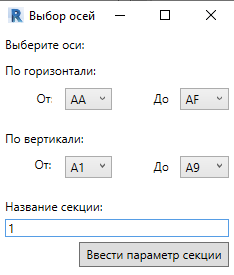 Выбор осей
Выберите оси:
По горизонтали:
От: AA До AF
По вертикали:
От: A1 До A9
Название секции:
1
Ввести параметр секции